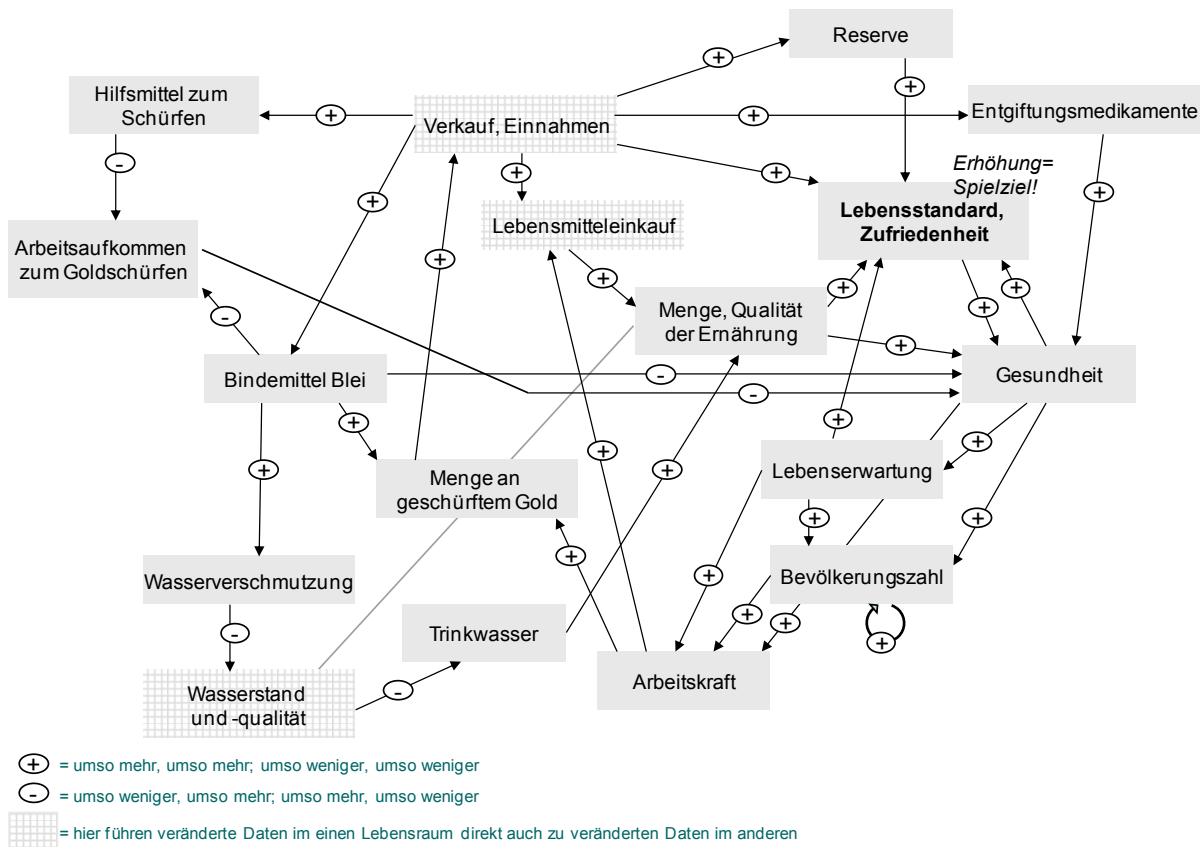 Reserve
Hilfsmittel zum
Schürfen
Verkauf, Einnahmen
Entgiftungsmedikamente
Erhöhung=
Spielziel!
Lebensstandard,
Zufriedenheit
Lebensmitteleinkauf
Arbeitsaufkommen
zum Goldschürfen
Menge, Qualität
der Ernährung
Bindemittel Blei
Gesundheit
Menge an
geschürftem Gold
Lebenserwartung
Wasserverschmutzung
Bevölkerungszahl
Trinkwasser
Wasserstand
und -qualität
Arbeitskraft
+ = umso mehr, umso mehr; umso weniger, umso weniger
- = umso weniger, umso mehr; umso mehr, umso weniger
= hier führen veränderte Daten im einen Lebensraum direkt auch zu veränderten Daten im anderen